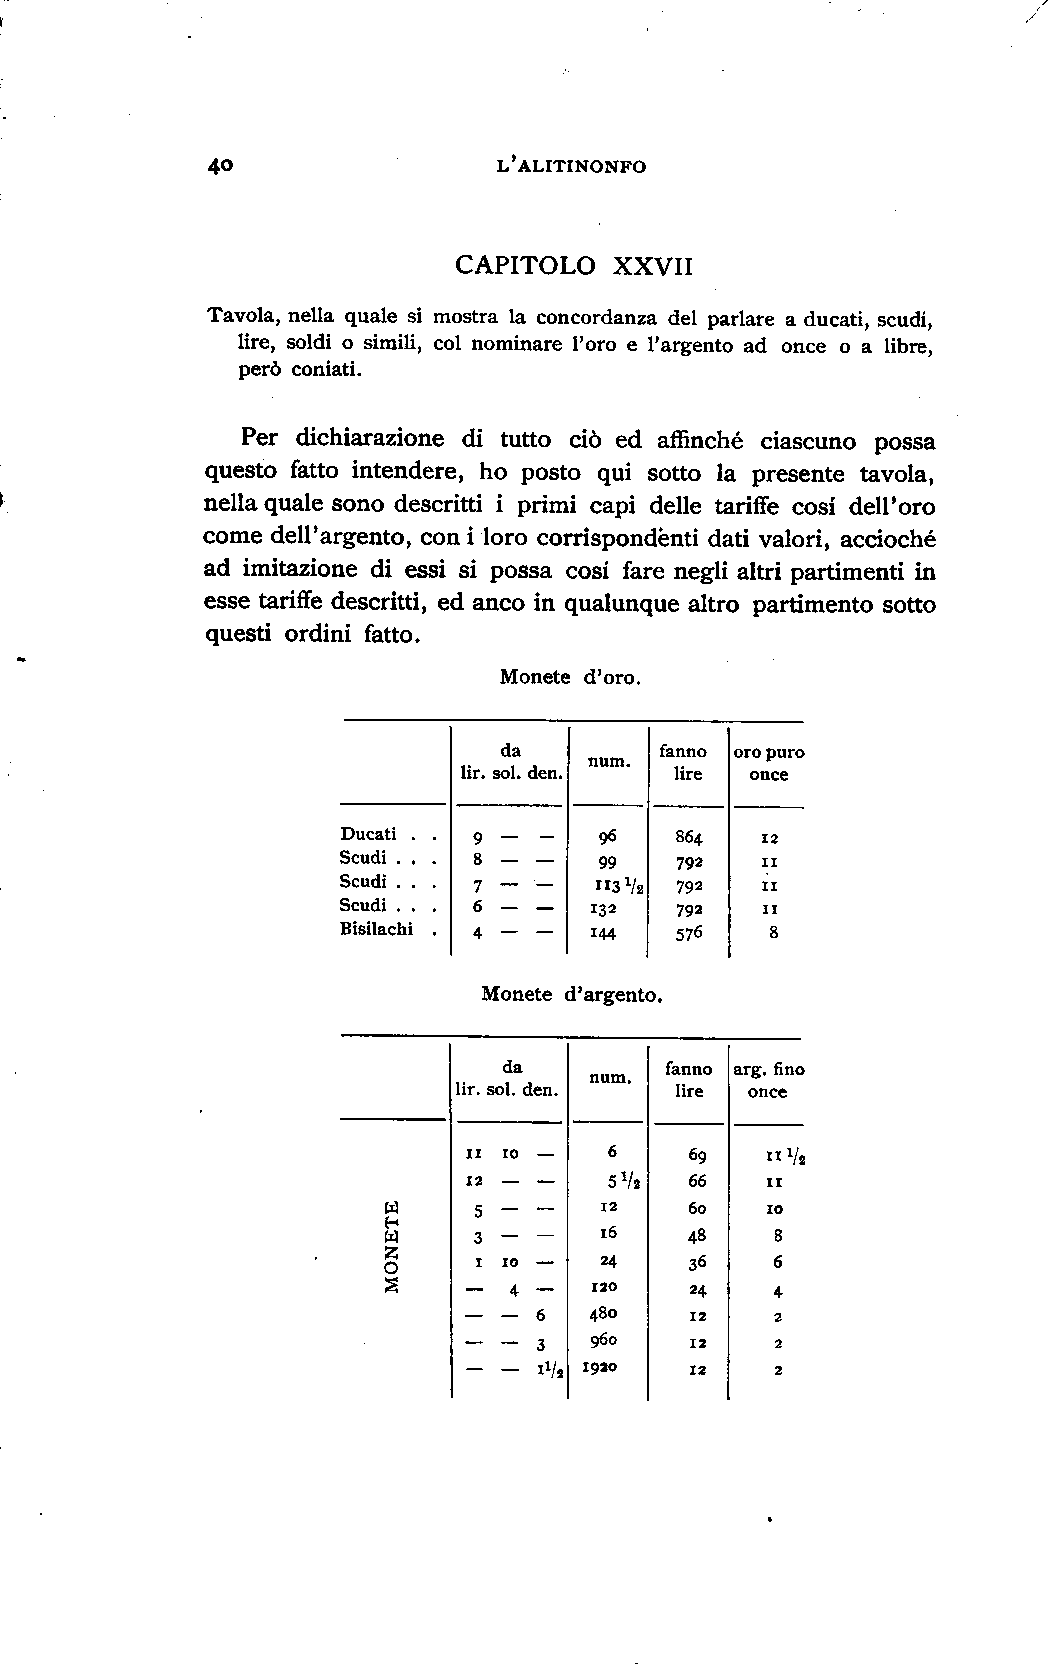 40 L'ALITINONFO
CAPITOLO XXVII
Tavola, nella quale si mostra la concordanza del parlare a ducati, scudi,
lire, soldi o simili, col nominare l'oro e l'argento ad once o a libre,
però coniati.
Per dichiarazione di tutto ciò ed affinché ciascuno possa
questo fatto intendere, ho posto qui sotto la presente tavola,
nella quale sono descritti i primi capi delle tariffe cosí dell'oro
come dell'argento, con i loro corrispondenti dati valori, accioché
ad imitazione di essi si possa cosí fare negli altri partimenti in
esse tariffe descritti, ed anco in qualunque altro partimento sotto
questi ordini fatto.
Monete d'oro.
da num. fanno oro puro
lir. sol. den. lire once
Ducati . . 9 — — 96 864 12
Scudi . . . 8 — — 99 792 11
Scudi . . . 7 — — 113 1/2 792 11
Scudi . . . 6 — — 132 792 11
Bisilachi . 4 — — 144 576 8
Monete d'argento.
da num. fanno arg. fino
lir. sol. den. lire once
MONETE
11 10 — 6 69 11 1/2
12 — — 5 1/2 66 11
5 — — 12 60 10
3 — — 16 48 8
1 10 — 24 36 6
— 4 — 120 24 4
— — 6 480 12 2
— — 3 960 12 2
— — 1 1/2 1920 12 2